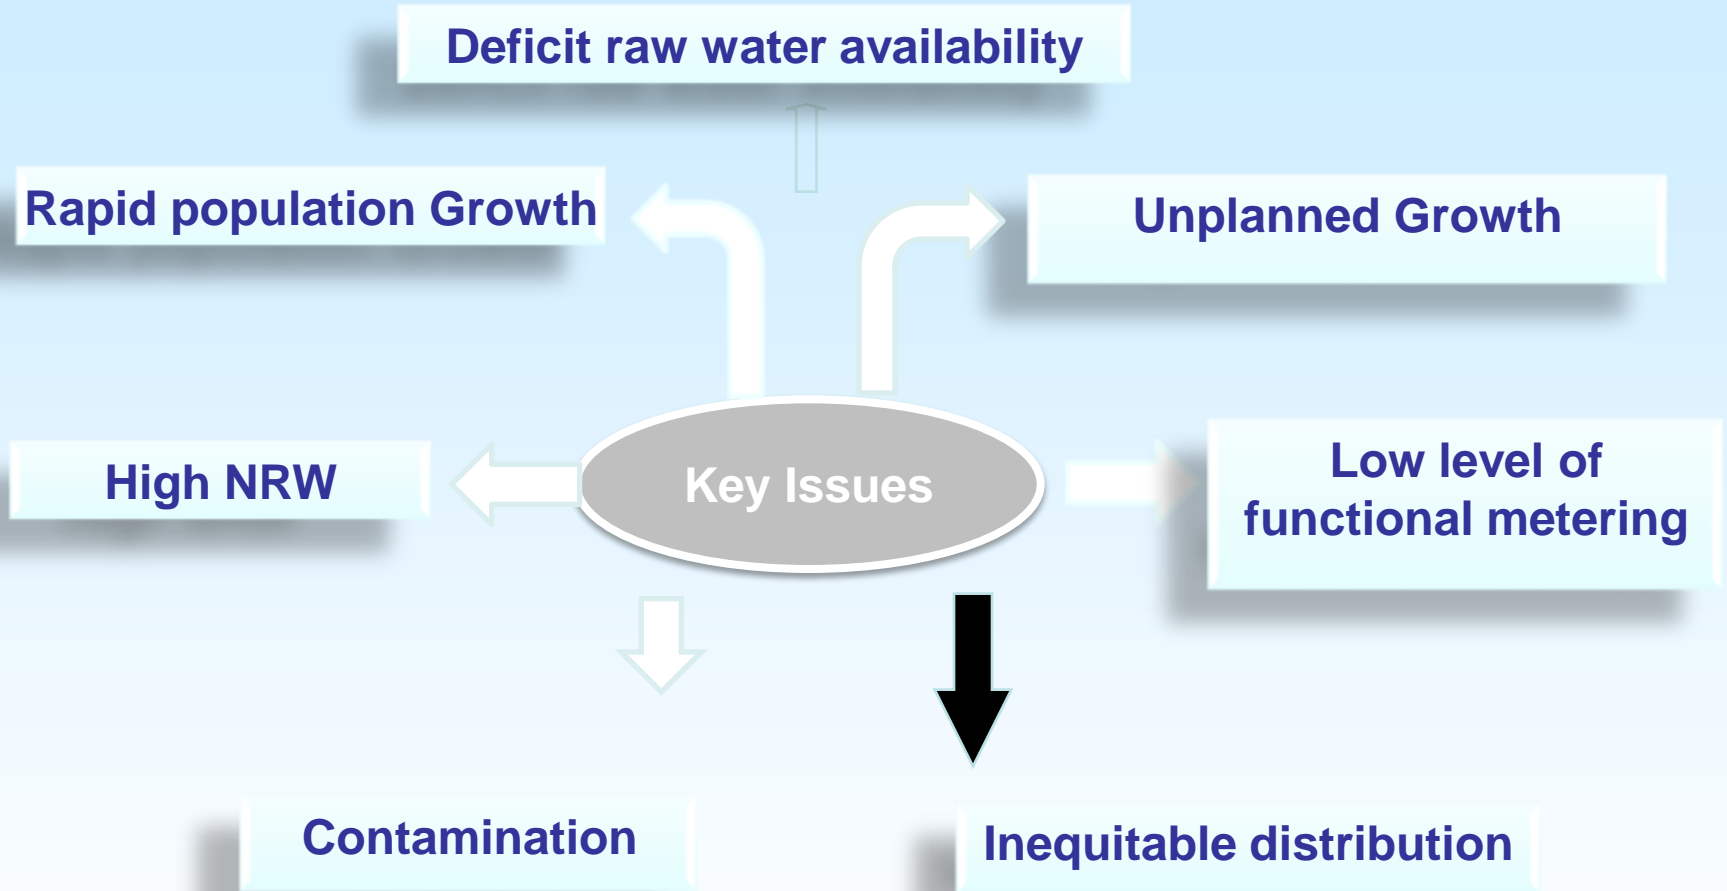 Deficit raw water availability
Rapid population Growth
Unplanned Growth
High NRW
Key Issues
Low level of
functional metering
Contamination
Inequitable distribution